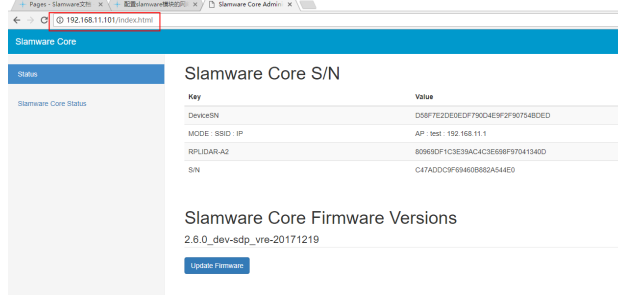 Pages - Slamware文档
配置slamware模块的网
Slamware Core Admin
192.168.11.101/index.html
Slamware Core
Status
Slamware Core Status
Slamware Core S/N
Key Value
DeviceSN D58F7E2DE0EDF790D4E9F2F90754BDED
MODE : SSID : IP AP : test : 192.168.11.1
RPLIDAR-A2 80969DF1C3E39AC4C3E698F97041340D
S/N C47ADDC9F69460B882A544E0
Slamware Core Firmware Versions
2.6.0_dev-sdp_vre-20171219
Update Firmware